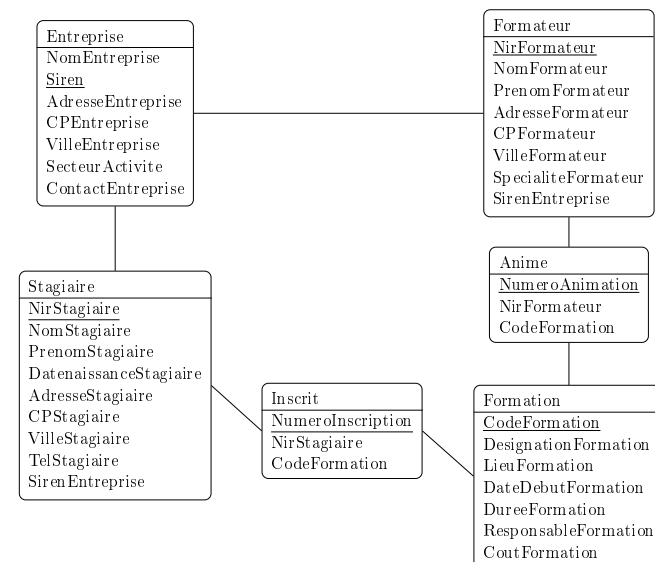 Entreprise
NomEntreprise
Siren
AdresseEntreprise
CPEntreprise
VilleEntreprise
SecteurActivite
ContactEntreprise
Formateur
NirFormateur
NomFormateur
PrenomFormateur
AdresseFormateur
CPFormateur
VilleFormateur
SpecialiteFormateur
SirenEntreprise
Anime
NumeroAnimation
NirFormateur
CodeFormation
Stagiaire
NirStagiaire
NomStagiaire
PrenomStagiaire
DatenaissanceStagiaire
AdresseStagiaire
CPStagiaire
VilleStagiaire
TelStagiaire
SirenEntreprise
Inscrit
NumeroInscription
NirStagiaire
CodeFormation
Formation
CodeFormation
DesignationFormation
LieuFormation
DateDebutFormation
DureeFormation
ResponsableFormation
CoutFormation